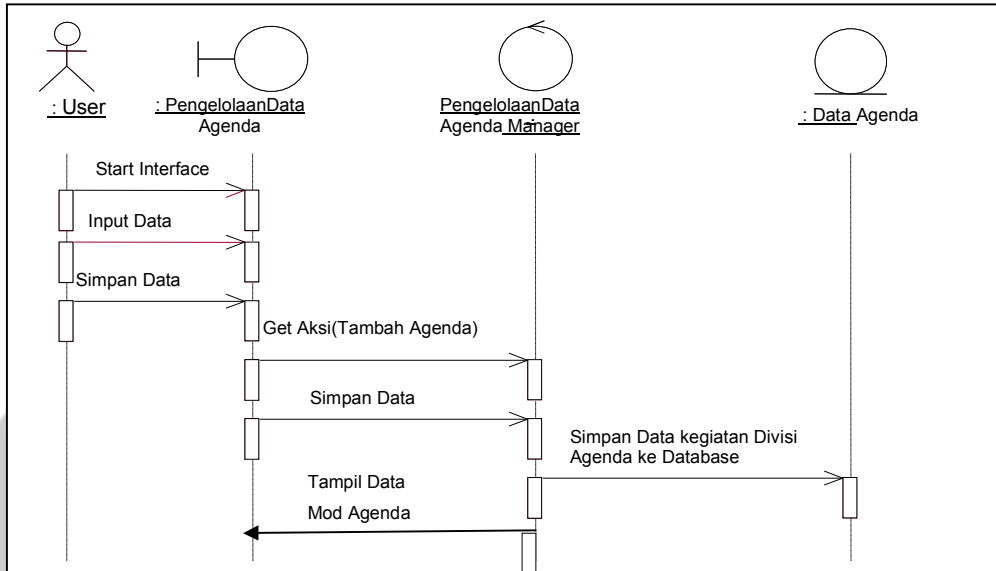 : User
: PengelolaanData
Agenda
PengelolaanData
Agenda Manager
:
: Data Agenda
Start Interface
Input Data
Simpan Data
Get Aksi(Tambah Agenda)
Simpan Data
Simpan Data kegiatan Divisi
Agenda ke Database
Tampil Data
Mod Agenda